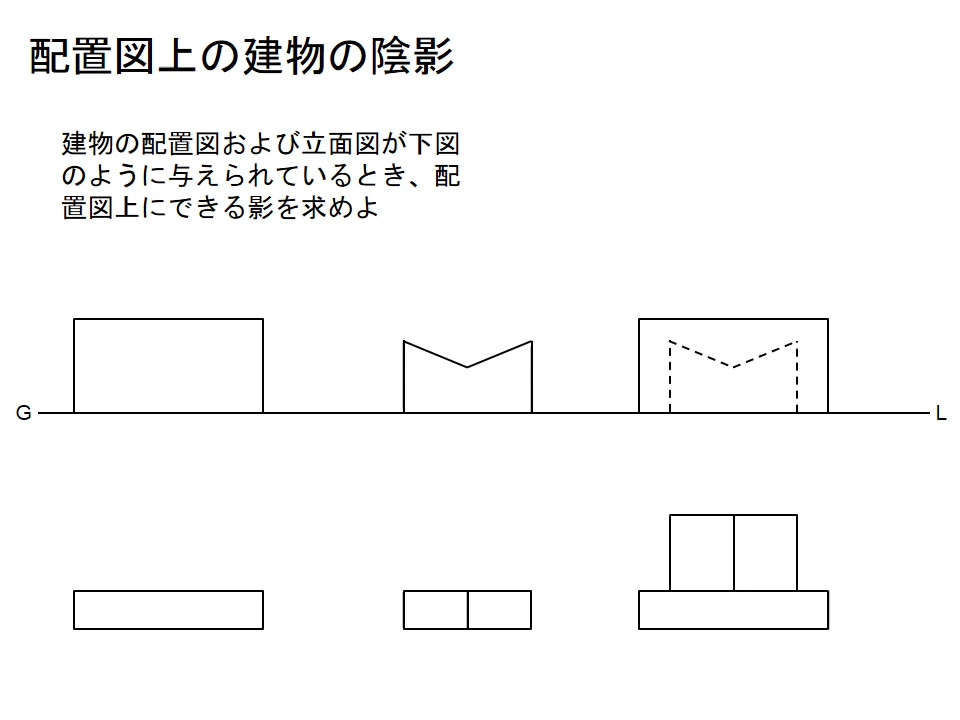 配置図上の建物の陰影
建物の配置図および立面図が下図
のように与えられているとき、配
置図上にできる影を求めよ
G
L